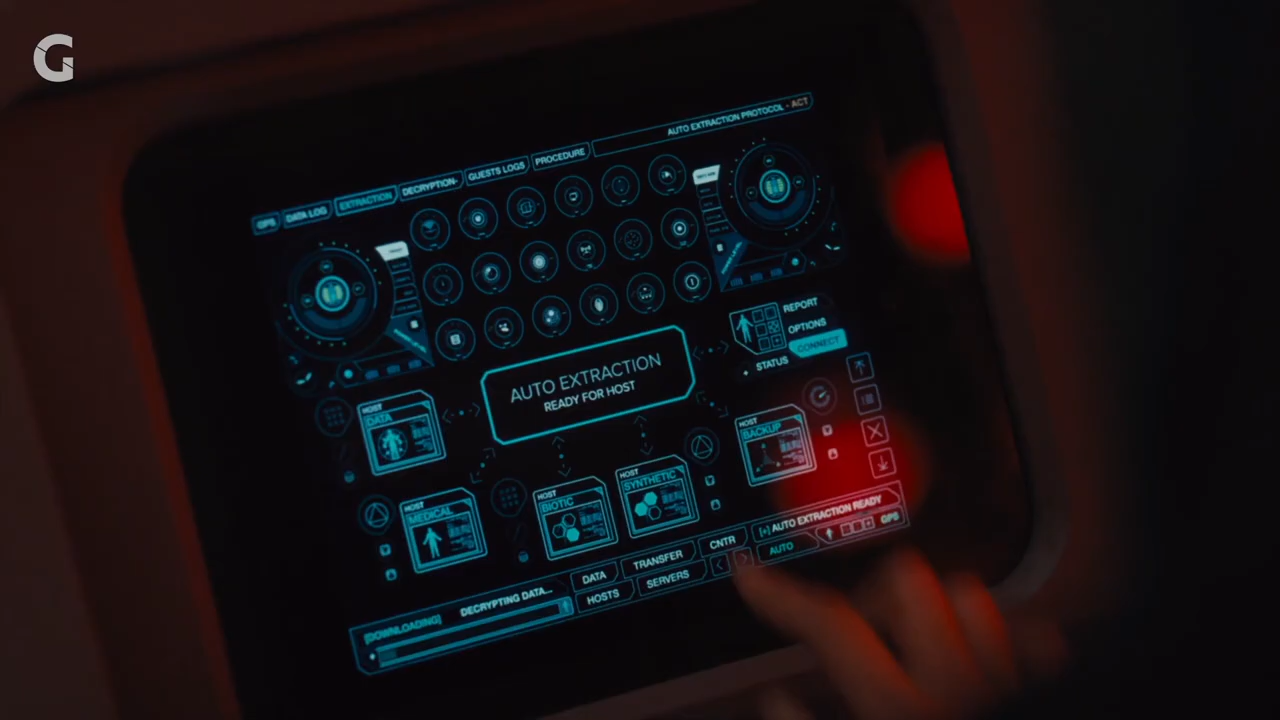 G
AUTO EXTRACTION PROTOCOL - ACT
GPS
DATA LOG
EXTRACTION
DECRYPTION-
GUESTS LOGS
PROCEDURE
REPORT
OPTIONS
CONNECT
STATUS
AUTO EXTRACTION
READY FOR HOST
HOST
DATA
HOST
MEDICAL
HOST
BIOTIC
HOST
SYNTHETIC
HOST
BACKUP
[+] AUTO EXTRACTION READY
AUTO
GPS
DATA
TRANSFER
CNTR
HOSTS
SERVERS
[DOWNLOADING]
DECRYPTING DATA...